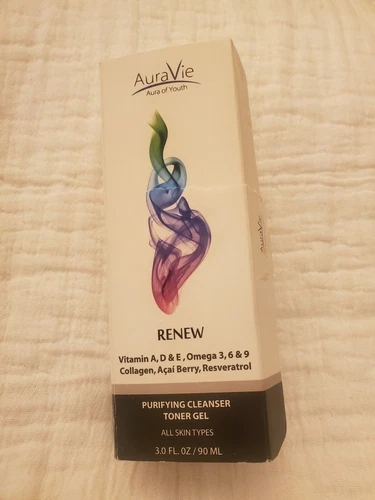 AuraVie
Aura of Youth
RENEW
Vitamin A, D & E , Omega 3, 6 & 9
Collagen, Açaí Berry, Resveratrol
PURIFYING CLEANSER
TONER GEL
ALL SKIN TYPES
3.0 FL. OZ / 90 ML
AuraVie